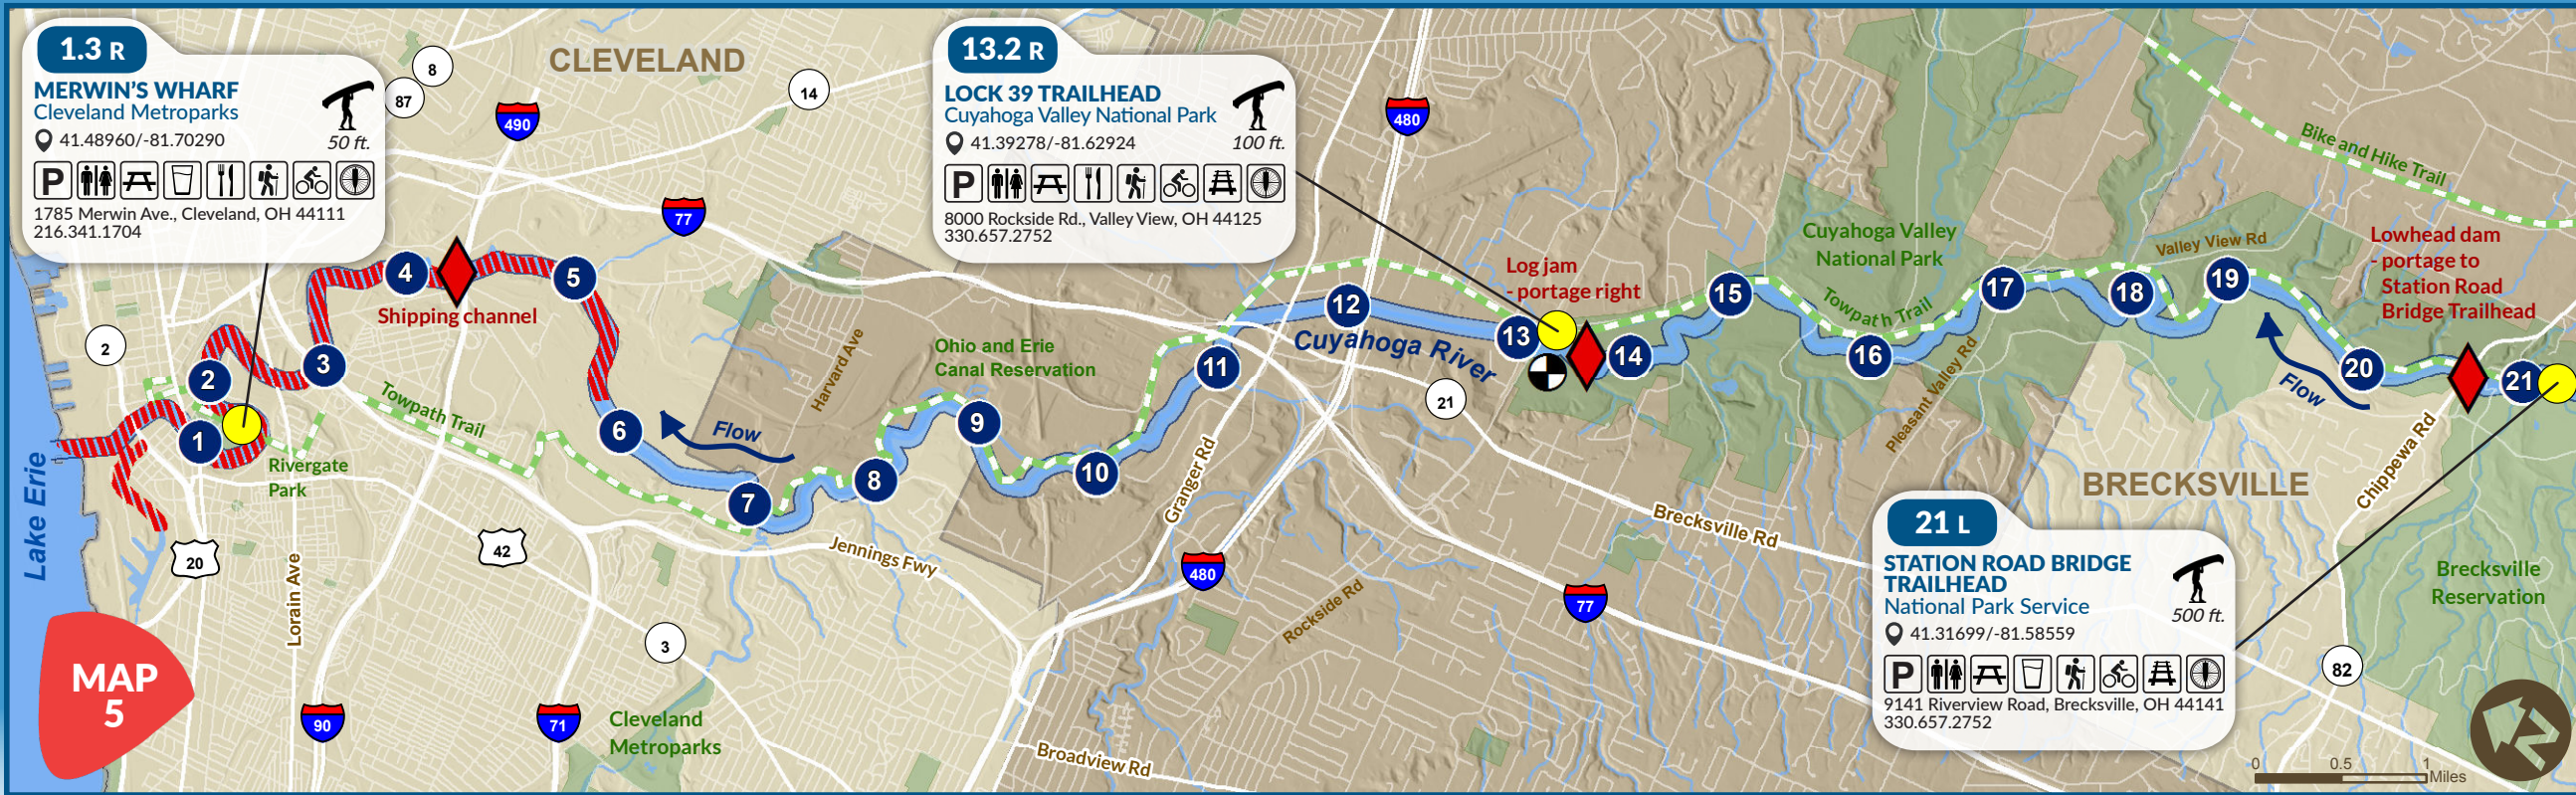 1.3 R
MERWIN'S WHARF
Cleveland Metroparks
41.48960/-81.70290
50 ft.
P
1785 Merwin Ave., Cleveland, OH 44111
216.341.1704
8
87
490
CLEVELAND
14
77
13.2 R
LOCK 39 TRAILHEAD
Cuyahoga Valley National Park
41.39278/-81.62924
100 ft.
P
8000 Rockside Rd., Valley View, OH 44125
330.657.2752
480
Bike and Hike Trail
Cuyahoga Valley
National Park
Valley View Rd
Lowhead dam
- portage to
Station Road
Bridge Trailhead
Log jam
- portage right
Shipping channel
2
Lake Erie
1
2
3
4
5
6
7
8
9
10
11
12
13
14
15
16
17
18
19
20
21
Towpath Trail
Rivergate
Park
Flow
Harvard Ave
Ohio and Erie
Canal Reservation
Cuyahoga River
21
Towpath Trail
Pleasant Valley Rd
Flow
Chippewa Rd
BRECKSVILLE
Granger Rd
Brecksville Rd
Jennings Fwy
20
42
Lorain Ave
480
Rockside Rd
77
3
90
71
Cleveland
Metroparks
Broadview Rd
21 L
STATION ROAD BRIDGE
TRAILHEAD
National Park Service
41.31699/-81.58559
500 ft.
P
9141 Riverview Road, Brecksville, OH 44141
330.657.2752
Brecksville
Reservation
82
MAP
5
0 0.5 1
Miles
N